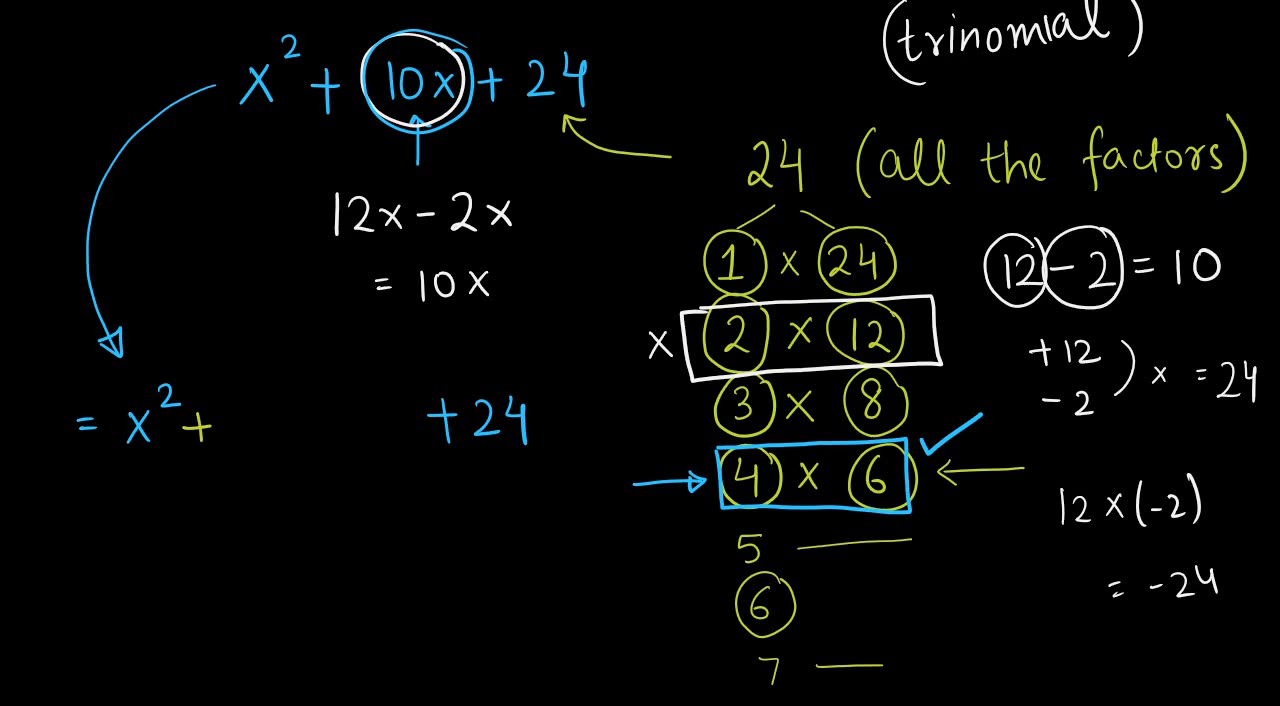 (trinomial)
x² + 10x + 24
24 (all the factors)
12x - 2x
= 10x
1 × 24
× 2 × 12
3 × 8
4 × 6
5
6
7
12 - 2 = 10
+12
-2 ) × = 24
12 × (-2)
= -24
= x² + + 24